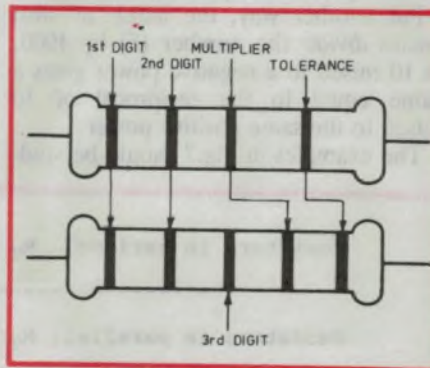 1st DIGIT
2nd DIGIT
MULTIPLIER
TOLERANCE
3rd DIGIT